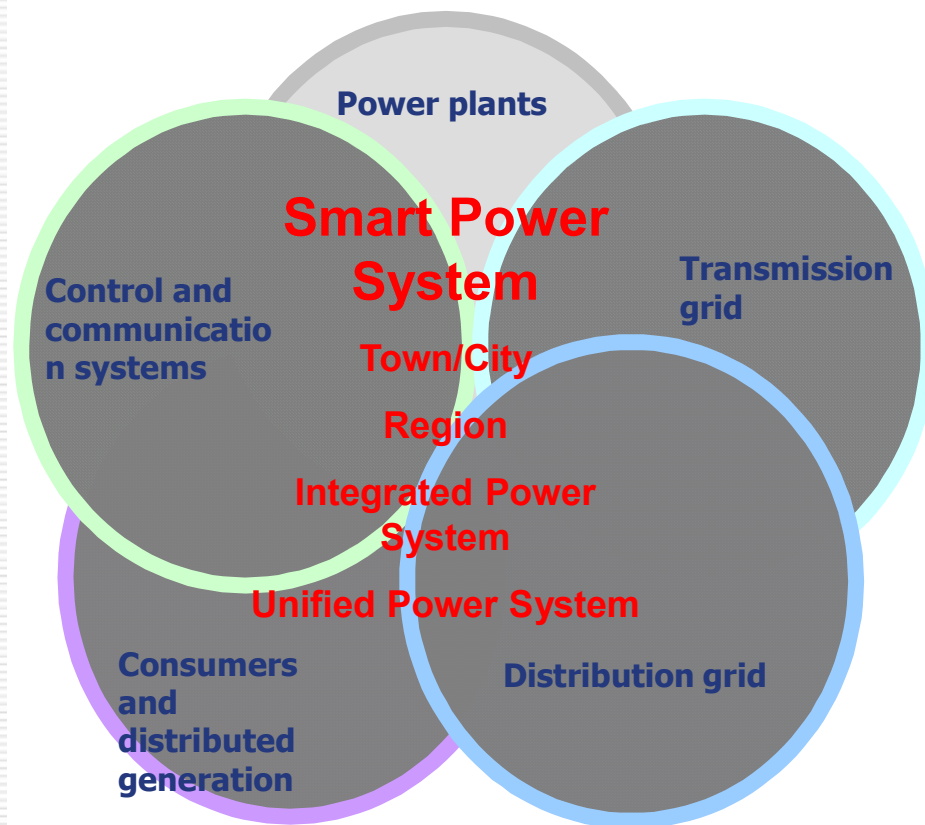 Power plants
Smart Power
System
Transmission
grid
Control and
communicatio
n systems
Town/City
Region
Integrated Power
System
Unified Power System
Consumers
and
distributed
generation
Distribution grid